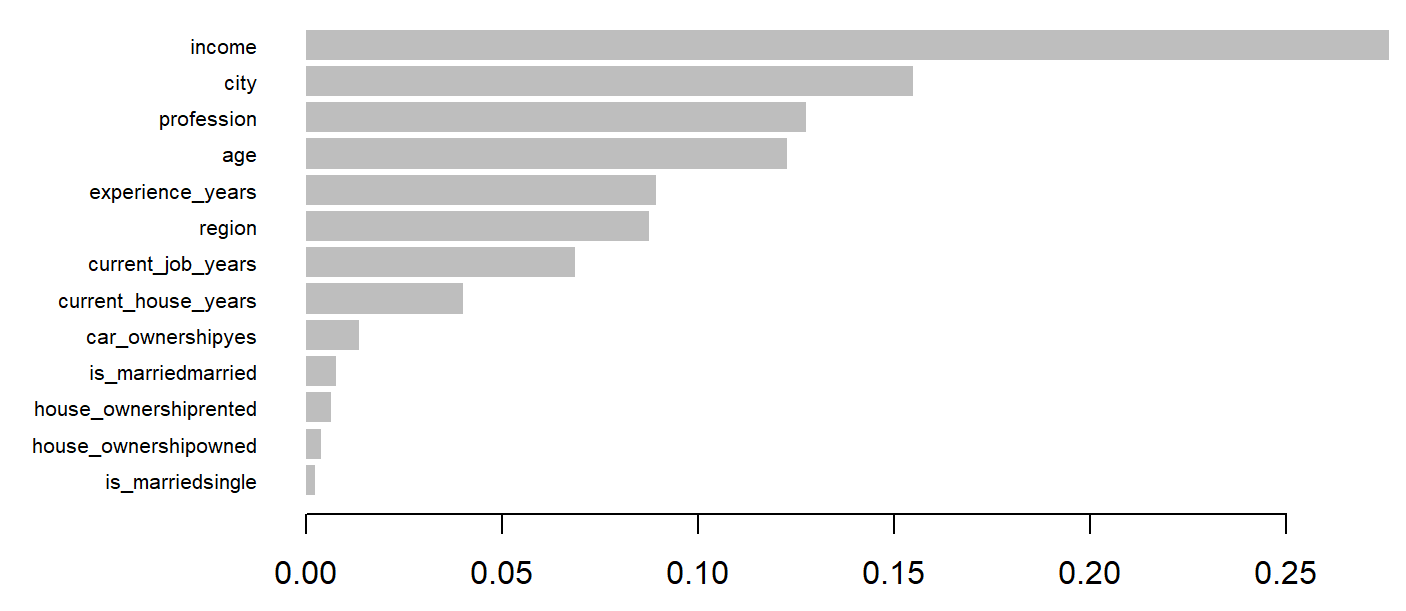 income
city
profession
age
experience_years
region
current_job_years
current_house_years
car_ownershipyes
is_marriedmarried
house_ownershiprented
house_ownershipowned
is_marriedsingle
0.00 0.05 0.10 0.15 0.20 0.25